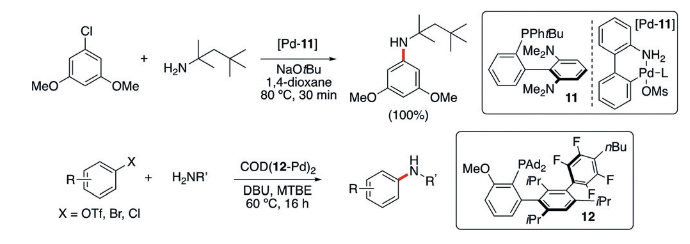 Cl
MeO
OMe
+
H₂N
[Pd-11]
NaOtBu
1,4-dioxane
80 ºC, 30 min
HN
MeO
OMe
(100%)
PPhtBu
Me₂N
Me₂N
11
[Pd-11]
NH₂
Pd-L
OMs
R
X
X = OTf, Br, Cl
+
H₂NR'
COD(12-Pd)₂
DBU, MTBE
60 ºC, 16 h
R
H
N
R'
MeO
PAd₂
iPr
iPr
iPr
F
F
F
F
nBu
12